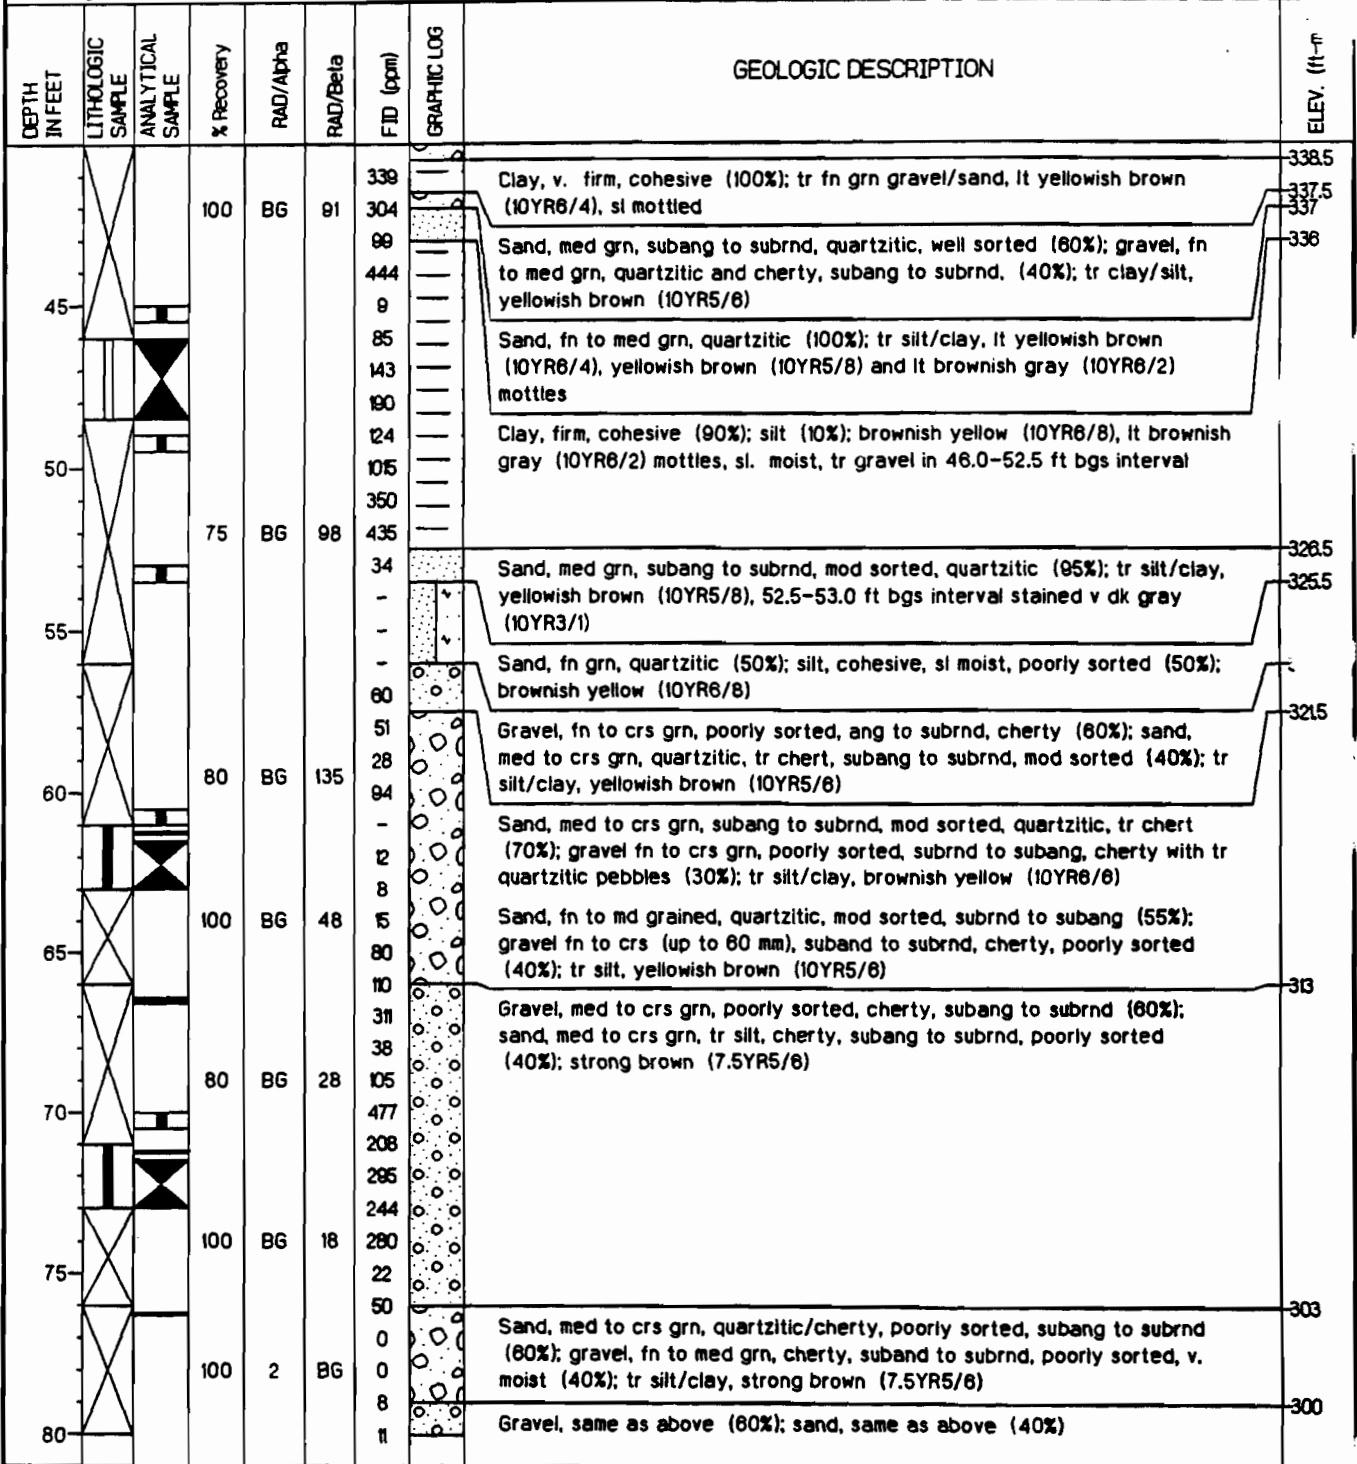 DEPTH IN FEET
LITHOLOGIC SAMPLE
ANALYTICAL SAMPLE
% Recovery
RAD/Alpha
RAD/Beta
FID (ppm)
GRAPHIC LOG
GEOLOGIC DESCRIPTION
ELEV. (ft-m
338.5
339
Clay, v. firm, cohesive (100%); tr fn grn gravel/sand, lt yellowish brown
(10YR6/4), sl mottled
337.5
100 BG 91 304
337
99
Sand, med grn, subang to subrnd, quartzitic, well sorted (60%); gravel, fn
to med grn, quartzitic and cherty, subang to subrnd, (40%); tr clay/silt,
yellowish brown (10YR5/6)
336
444
45 9
85
Sand, fn to med grn, quartzitic (100%); tr silt/clay, lt yellowish brown
(10YR6/4), yellowish brown (10YR5/8) and lt brownish gray (10YR6/2)
mottles
143
190
124
Clay, firm, cohesive (90%); silt (10%); brownish yellow (10YR6/8), lt brownish
gray (10YR6/2) mottles, sl. moist, tr gravel in 46.0-52.5 ft bgs interval
50 1015
350
75 BG 98 435
326.5
34
Sand, med grn, subang to subrnd, mod sorted, quartzitic (95%); tr silt/clay,
yellowish brown (10YR5/8), 52.5-53.0 ft bgs interval stained v dk gray
(10YR3/1)
325.5
-
55 -
-
Sand, fn grn, quartzitic (50%); silt, cohesive, sl moist, poorly sorted (50%);
brownish yellow (10YR6/8)
60
321.5
51
Gravel, fn to crs grn, poorly sorted, ang to subrnd, cherty (60%); sand,
med to crs grn, quartzitic, tr chert, subang to subrnd, mod sorted (40%); tr
silt/clay, yellowish brown (10YR5/6)
28
80 BG 135
60 94
-
Sand, med to crs grn, subang to subrnd, mod sorted, quartzitic, tr chert
(70%); gravel fn to crs grn, poorly sorted, subrnd to subang, cherty with tr
quartzitic pebbles (30%); tr silt/clay, brownish yellow (10YR6/6)
12
8
100 BG 48 15
Sand, fn to md grained, quartzitic, mod sorted, subrnd to subang (55%);
gravel fn to crs (up to 60 mm), suband to subrnd, cherty, poorly sorted
(40%); tr silt, yellowish brown (10YR5/6)
65 80
110
313
311
Gravel, med to crs grn, poorly sorted, cherty, subang to subrnd (60%);
sand, med to crs grn, tr silt, cherty, subang to subrnd, poorly sorted
(40%); strong brown (7.5YR5/6)
38
80 BG 28 105
70 477
208
295
244
100 BG 18 280
75 22
50
303
0
Sand, med to crs grn, quartzitic/cherty, poorly sorted, subang to subrnd
(60%); gravel, fn to med grn, cherty, suband to subrnd, poorly sorted, v.
moist (40%); tr silt/clay, strong brown (7.5YR5/6)
100 2 BG 0
8
300
Gravel, same as above (60%); sand, same as above (40%)
80 11